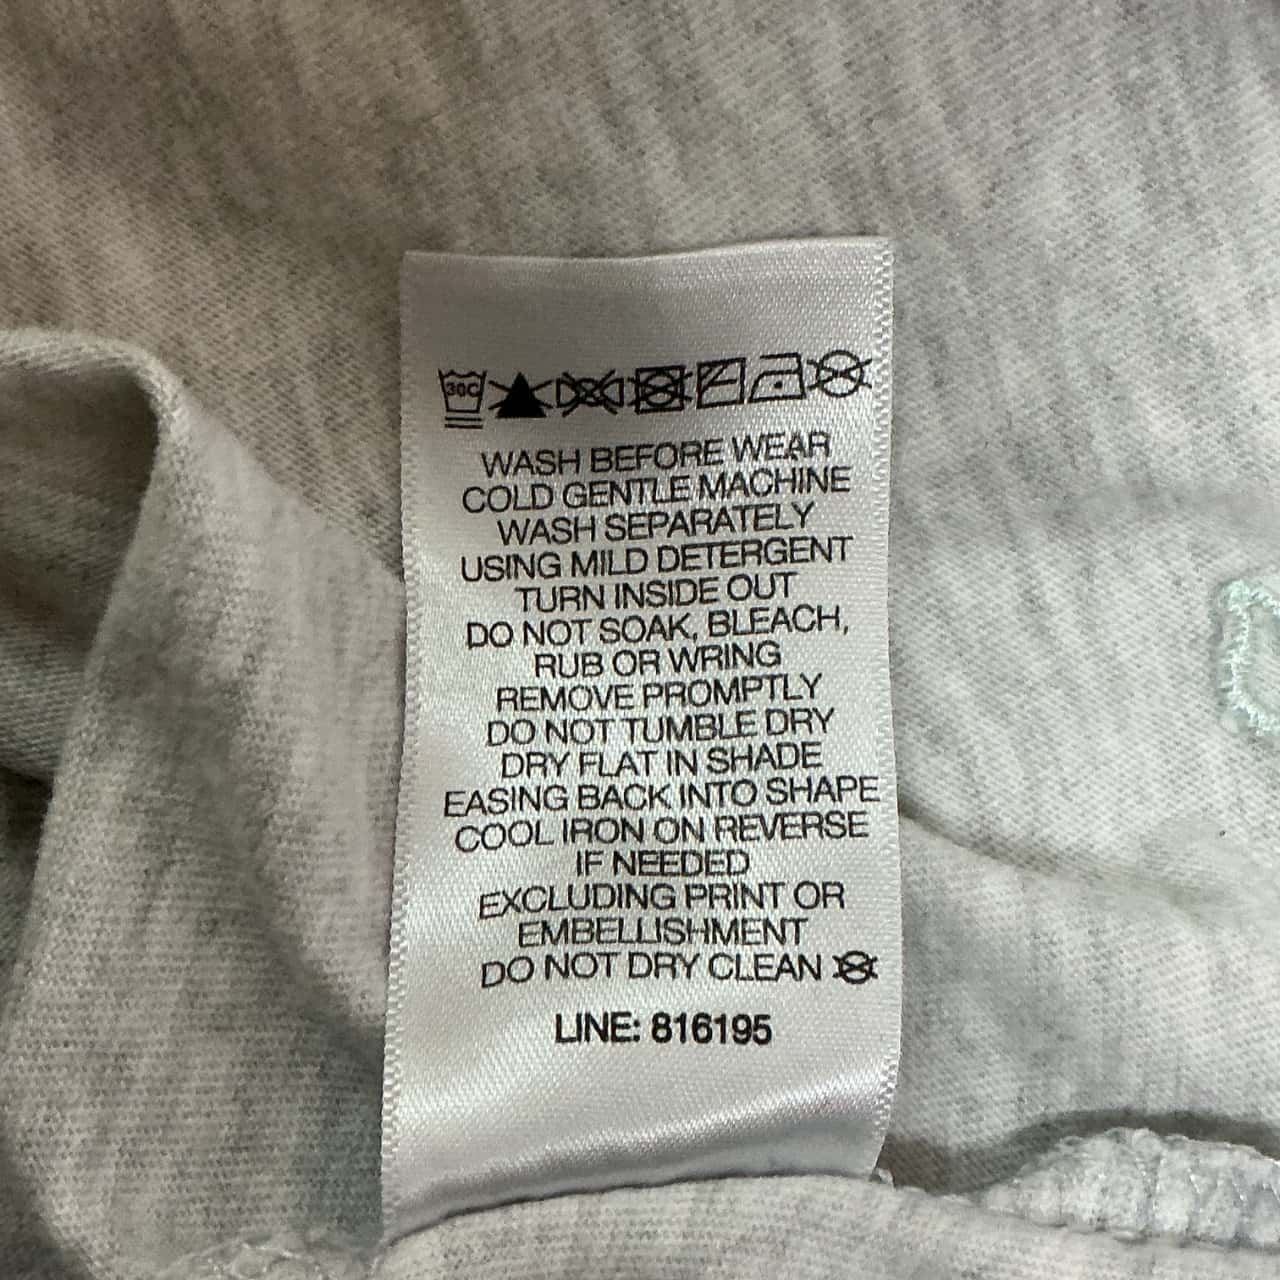 30C
WASH BEFORE WEAR
COLD GENTLE MACHINE
WASH SEPARATELY
USING MILD DETERGENT
TURN INSIDE OUT
DO NOT SOAK, BLEACH,
RUB OR WRING
REMOVE PROMPTLY
DO NOT TUMBLE DRY
DRY FLAT IN SHADE
EASING BACK INTO SHAPE
COOL IRON ON REVERSE
IF NEEDED
EXCLUDING PRINT OR
EMBELLISHMENT
DO NOT DRY CLEAN
LINE: 816195